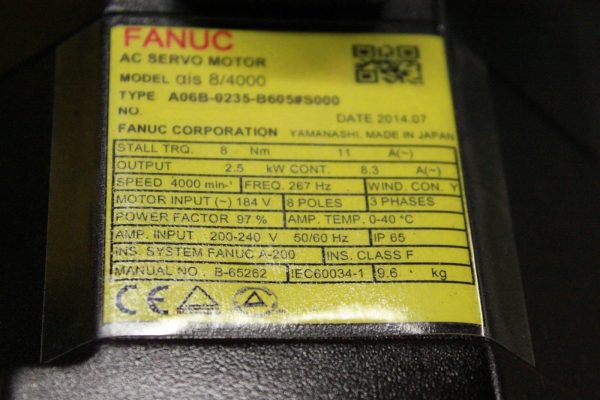 FANUC
AC SERVO MOTOR
MODEL αis 8/4000
TYPE A06B-0235-B605#S000
NO.
DATE 2014.07
FANUC CORPORATION YAMANASHI, MADE IN JAPAN
STALL TRQ. 8 Nm 11 A(~)
OUTPUT 2.5 kW CONT. 8.3 A(~)
SPEED 4000 min-¹ FREQ. 267 Hz WIND. CON. Y
MOTOR INPUT (~) 184 V 8 POLES 3 PHASES
POWER FACTOR 97 % AMP. TEMP. 0-40 °C
AMP. INPUT 200-240 V 50/60 Hz IP 65
INS. SYSTEM FANUC A-200 INS. CLASS F
MANUAL NO. B-65262 IEC60034-1 9.6 kg
CE